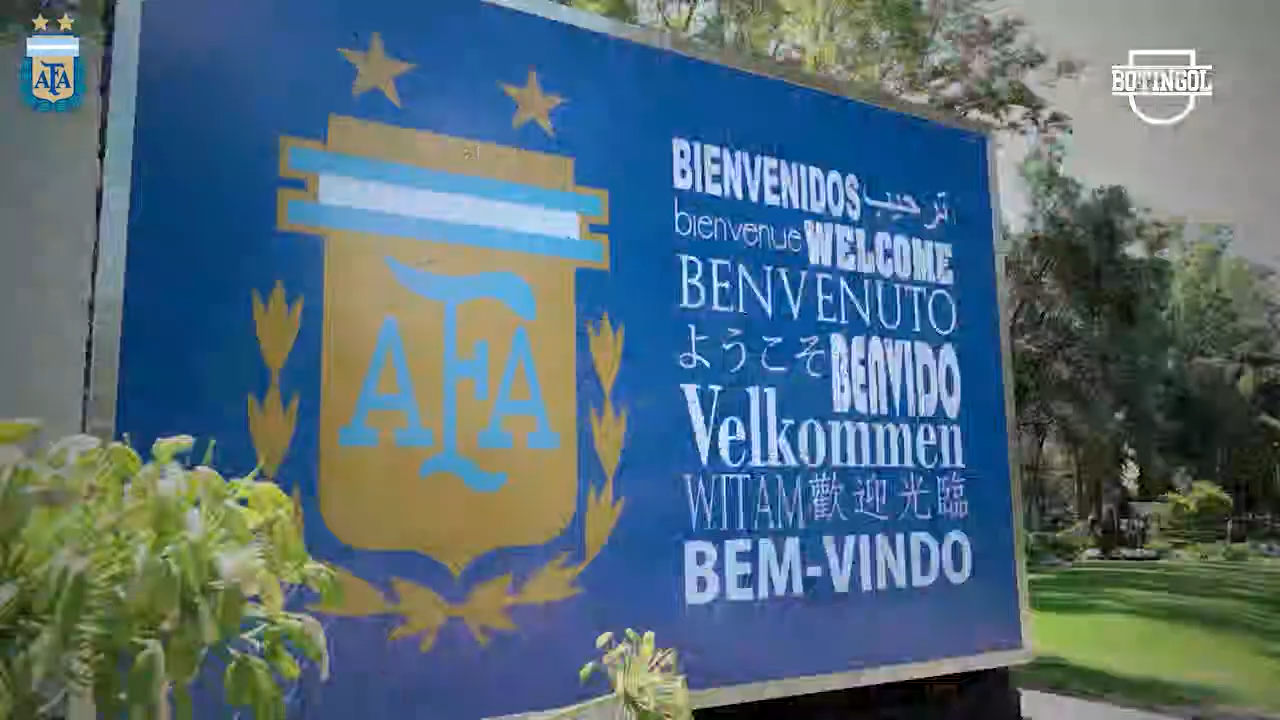 AFA
BOTINGOL
AFA
BIENVENIDOS ترحيب
bienvenue WELCOME
BENVENUTO
ようこそ BENVIDO
Velkommen
WITAM 歡迎光臨
BEM-VINDO